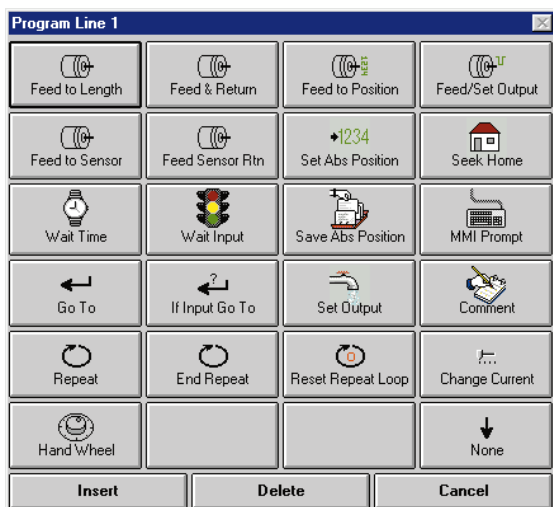 Program Line 1
Feed to Length
Feed & Return
Feed to Position
Feed/Set Output
Feed to Sensor
Feed Sensor Rtn
1234
Set Abs Position
Seek Home
Wait Time
Wait Input
Save Abs Position
MMI Prompt
Go To
?
If Input Go To
Set Output
Comment
Repeat
End Repeat
0
Reset Repeat Loop
Change Current
Hand Wheel
None
Insert
Delete
Cancel